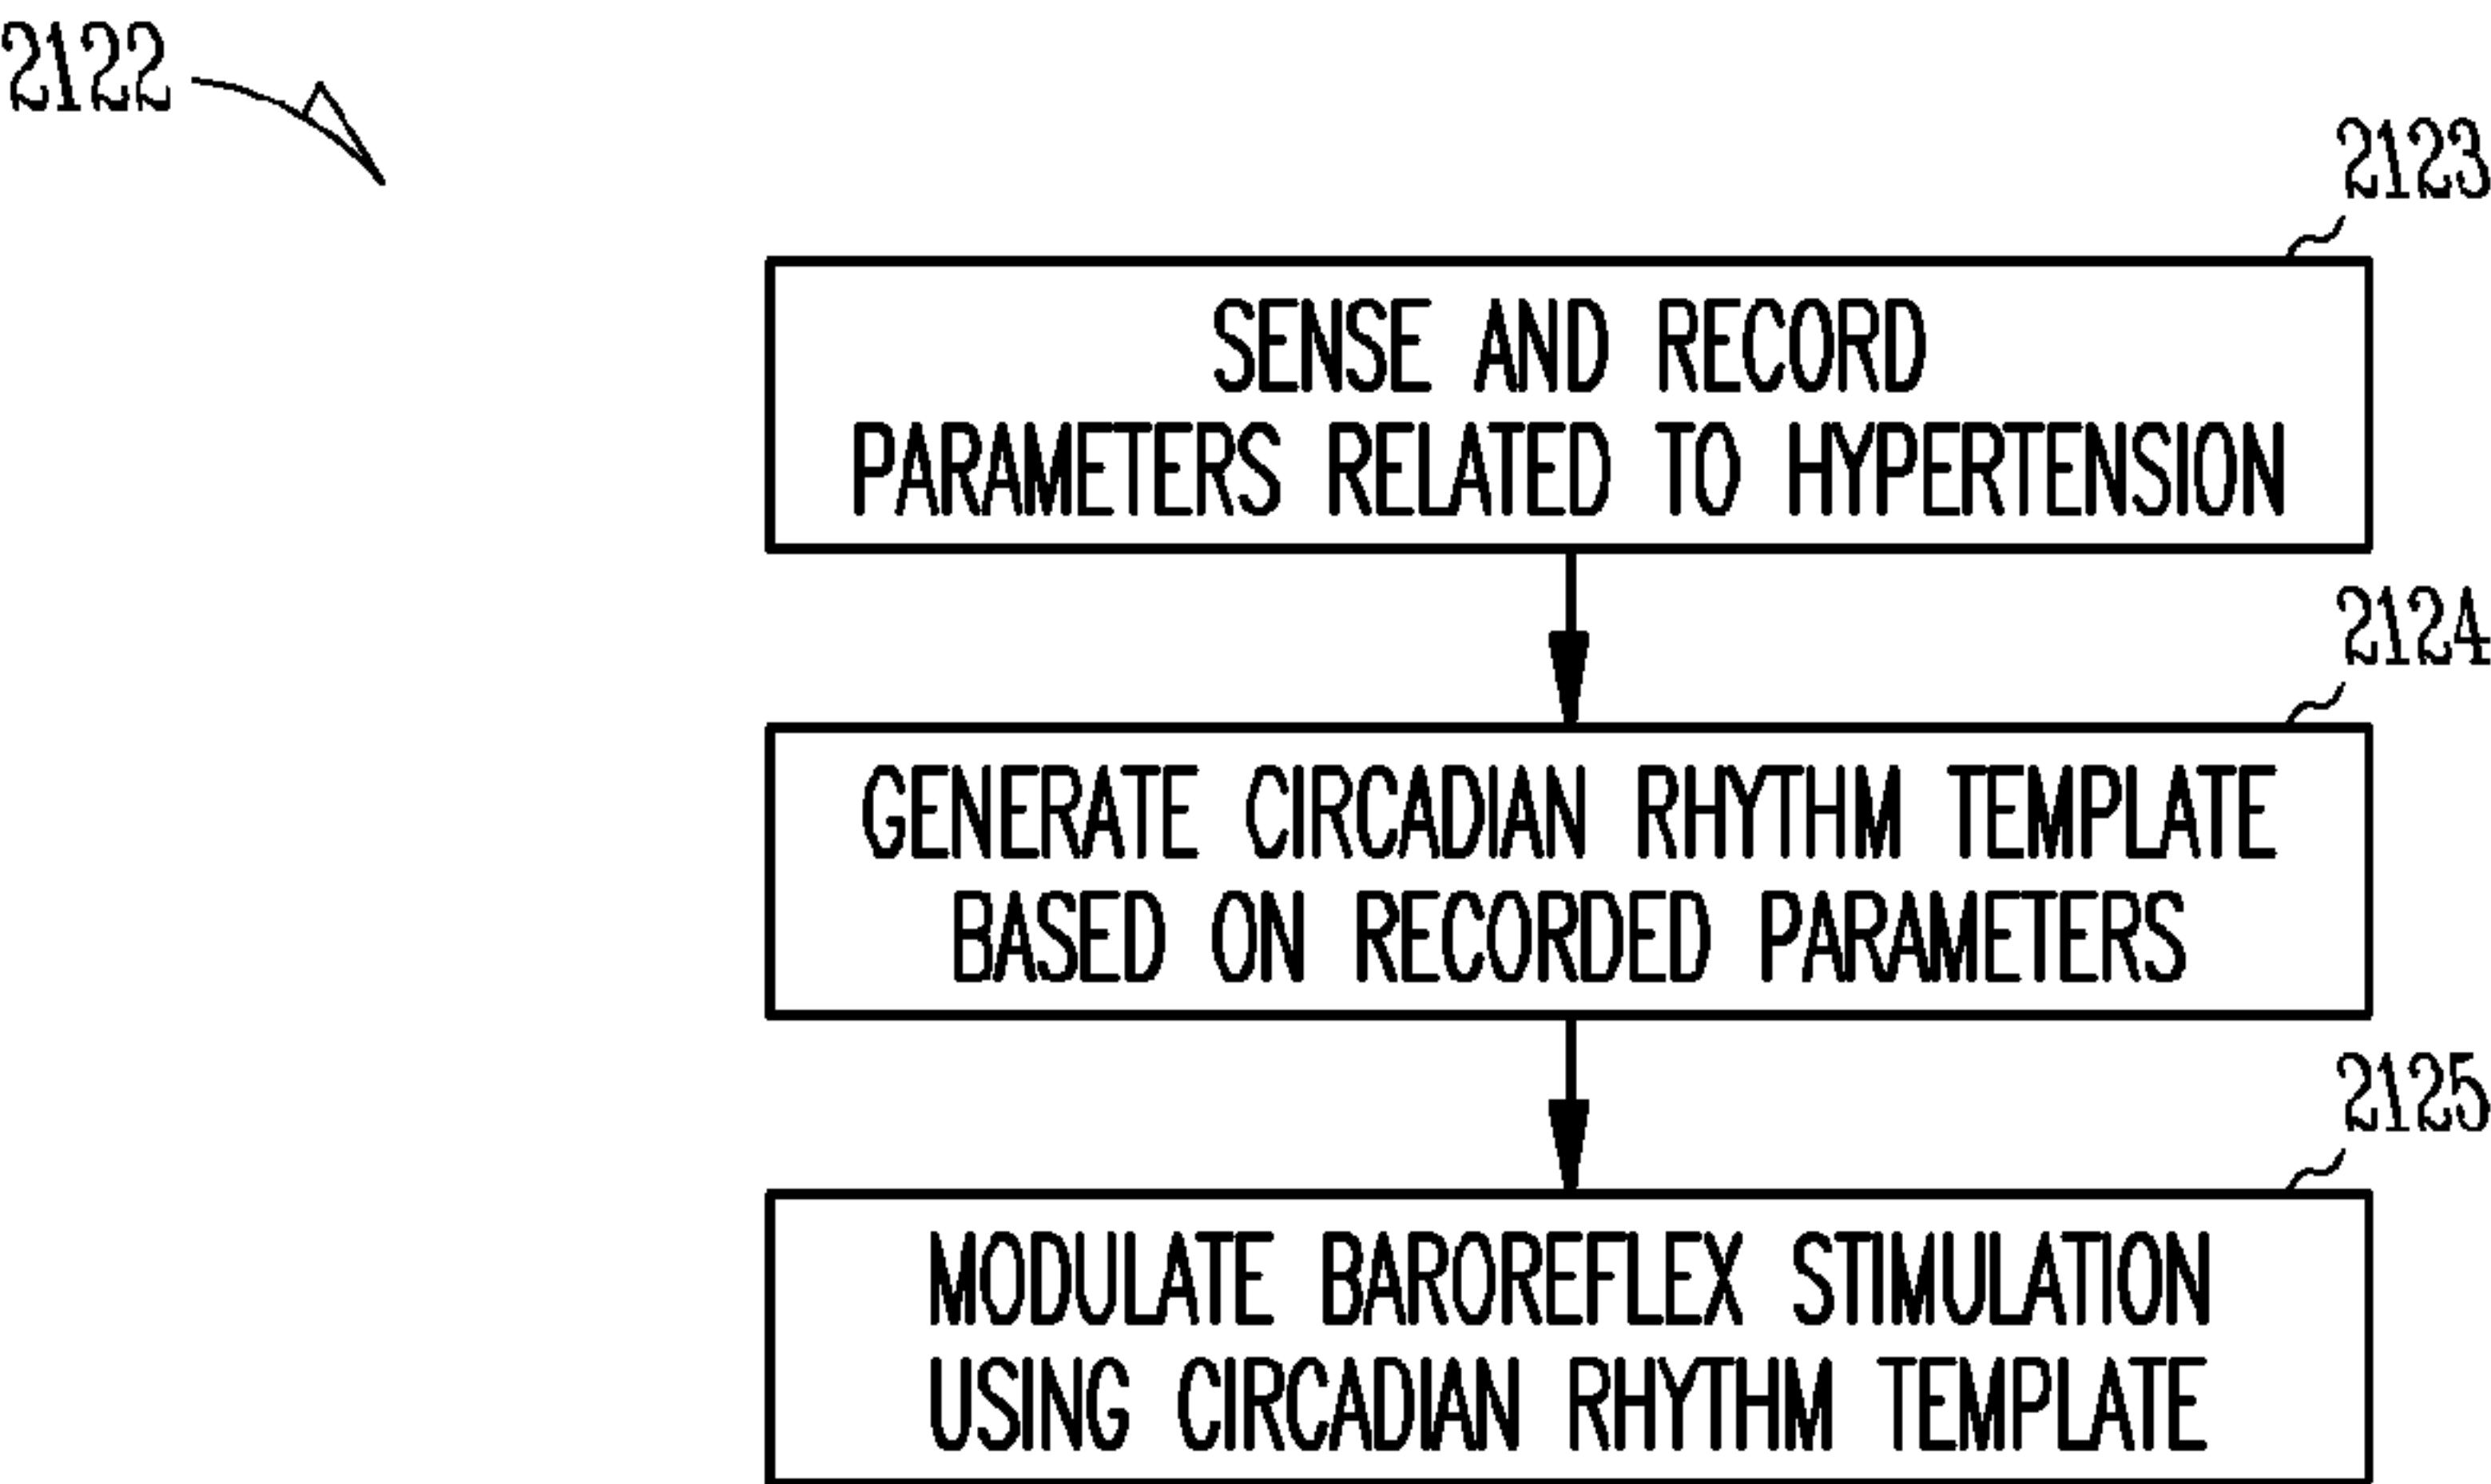 2122
2123
SENSE AND RECORD
PARAMETERS RELATED TO HYPERTENSION
2124
GENERATE CIRCADIAN RHYTHM TEMPLATE
BASED ON RECORDED PARAMETERS
2125
MODULATE BAROREFLEX STIMULATION
USING CIRCADIAN RHYTHM TEMPLATE